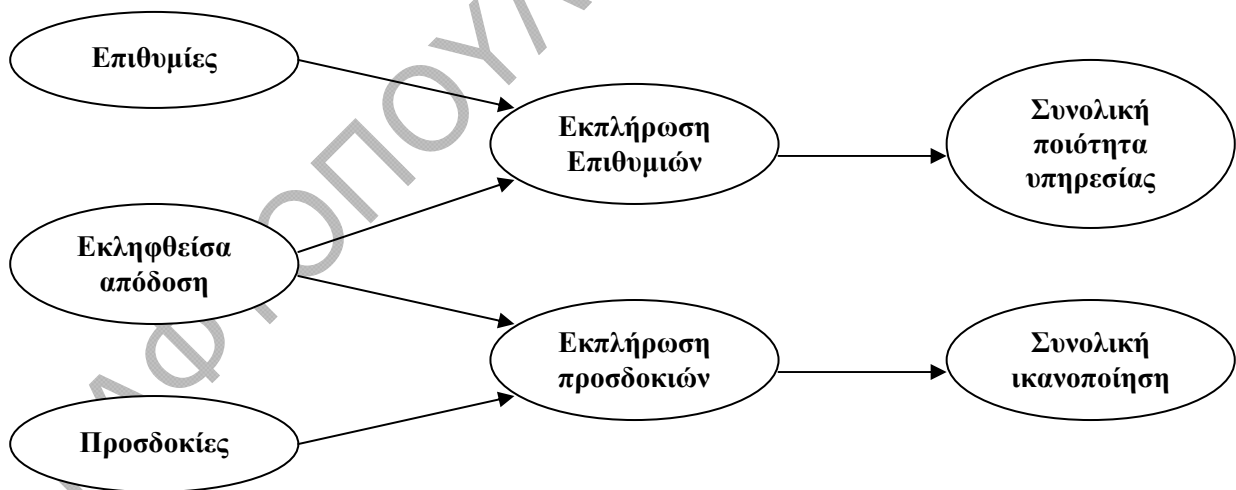 Επιθυμίες
Εκπλήρωση
Επιθυμιών
Συνολική
ποιότητα
υπηρεσίας
Εκληφθείσα
απόδοση
Εκπλήρωση
προσδοκιών
Συνολική
ικανοποίηση
Προσδοκίες